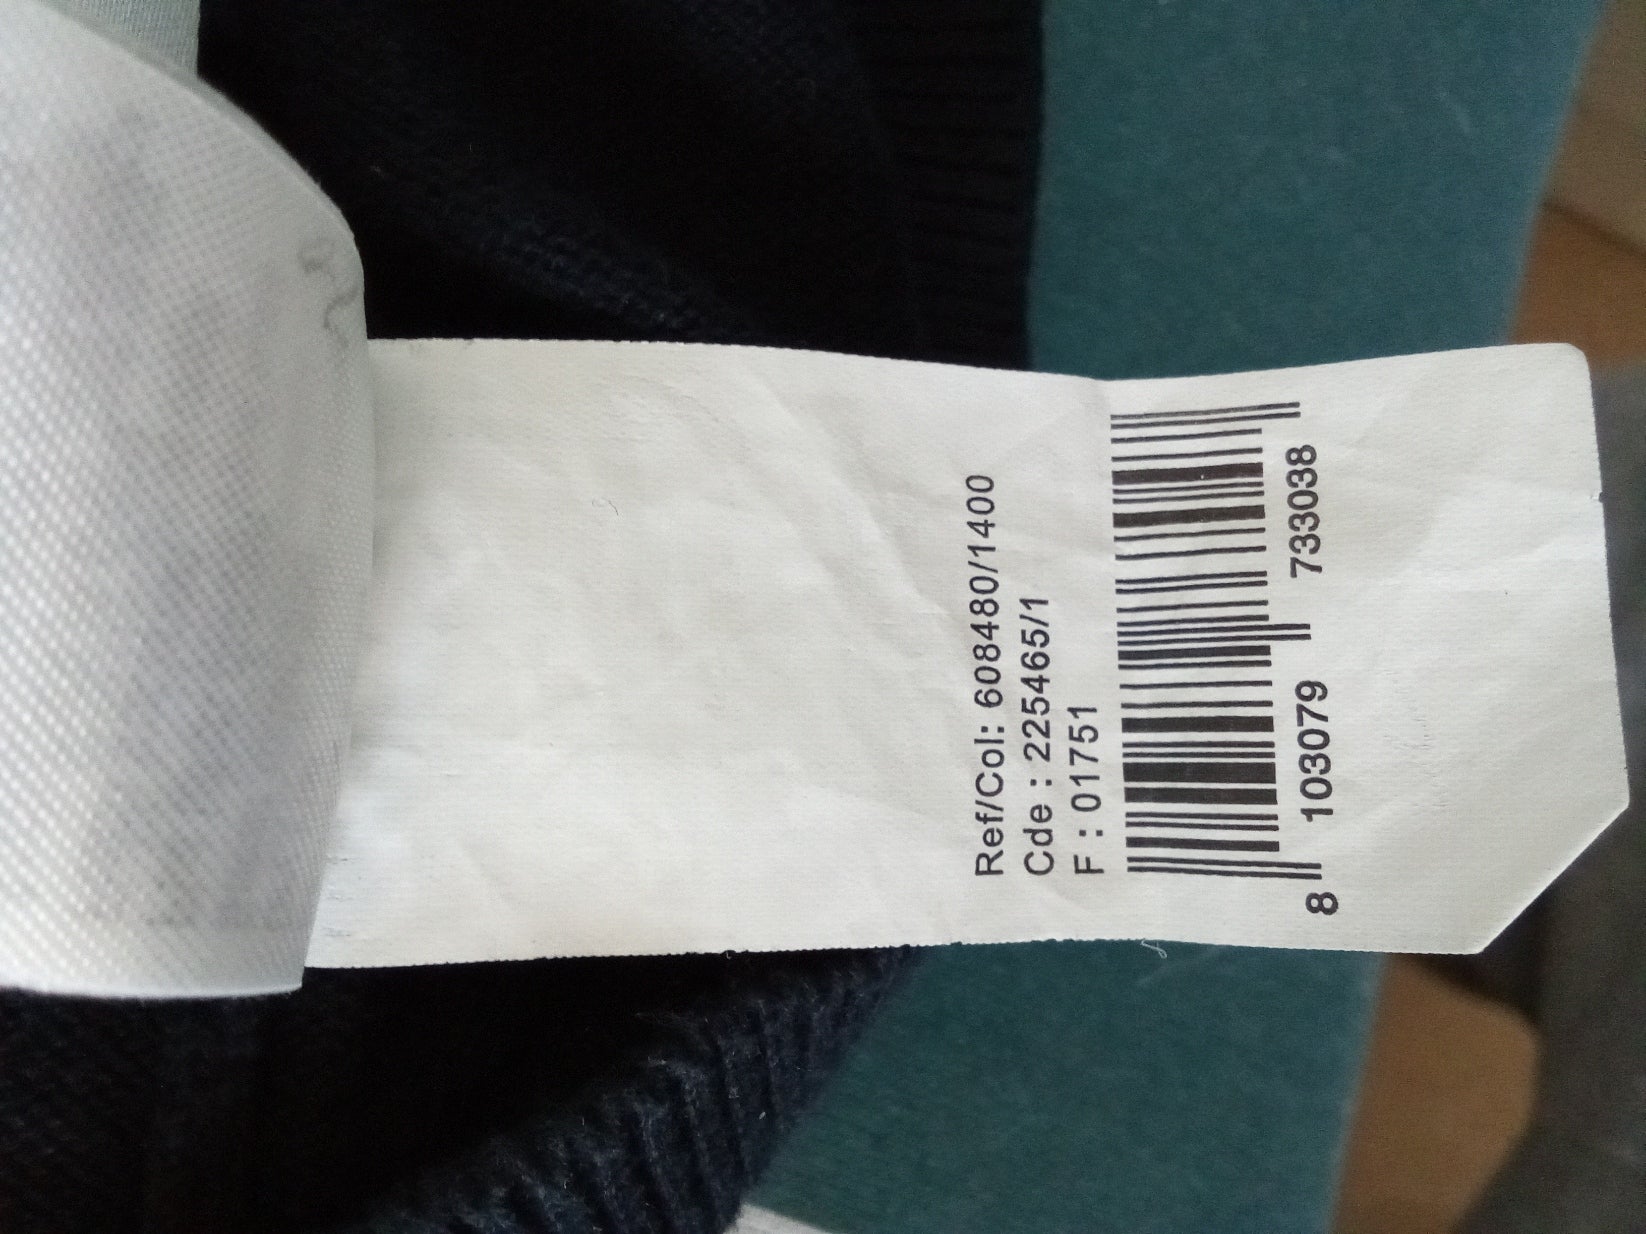 Ref/Col: 608480/1400
Cde : 225465/1
F : 01751
8 103079 733038